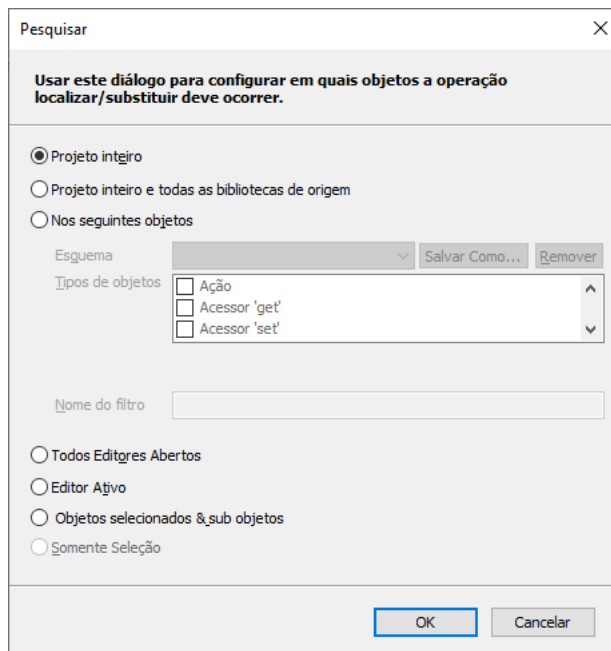 Pesquisar
Usar este diálogo para configurar em quais objetos a operação
localizar/substituir deve ocorrer.
Projeto inteiro
Projeto inteiro e todas as bibliotecas de origem
Nos seguintes objetos
Esquema
Salvar Como... Remover
Tipos de objetos
Ação
Acessor 'get'
Acessor 'set'
Nome do filtro
Todos Editores Abertos
Editor Ativo
Objetos selecionados & sub objetos
Somente Seleção
OK Cancelar